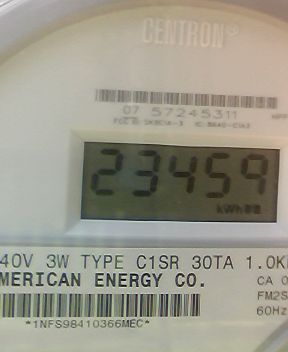 CENTRON®
07 57245311
23459
kWh
40V 3W TYPE C1SR 30TA 1.0K
MERICAN ENERGY CO.
CA 0
FM2S
60Hz
*1NFS98410366MEC*